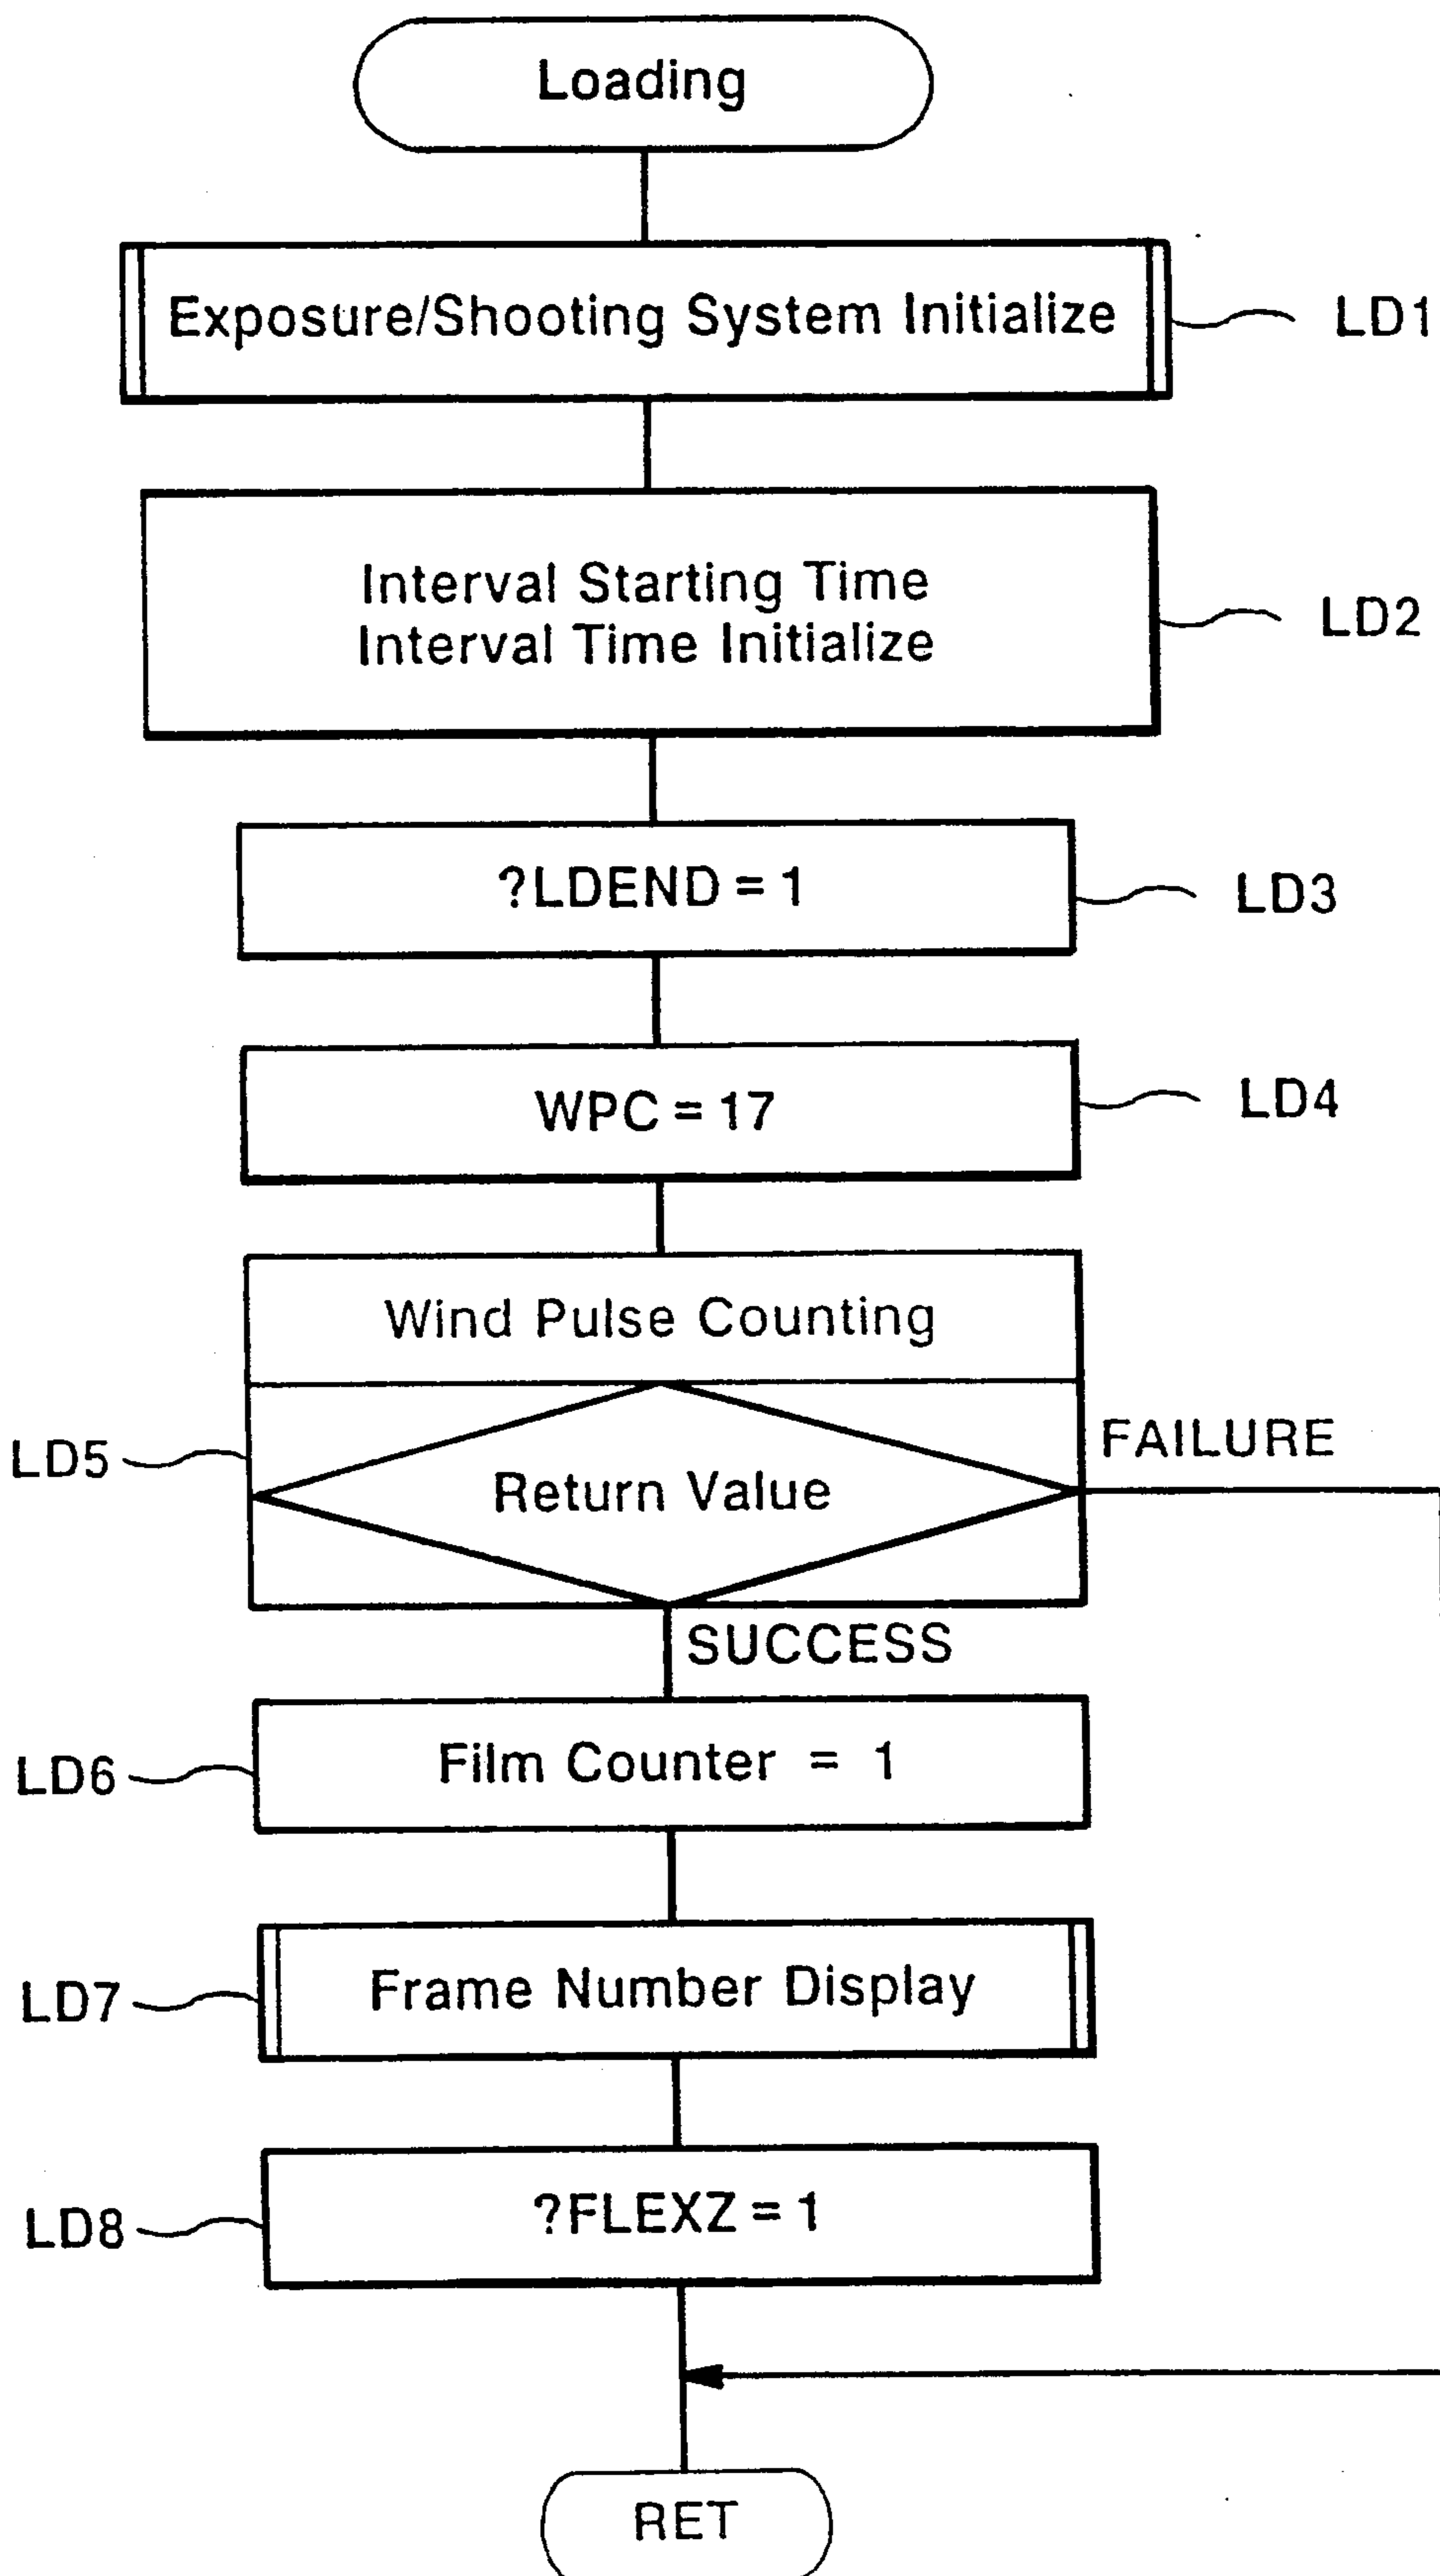 Loading
Exposure/Shooting System Initialize
LD1
Interval Starting Time
Interval Time Initialize
LD2
?LDEND = 1
LD3
WPC = 17
LD4
Wind Pulse Counting
LD5
Return Value
FAILURE
SUCCESS
Film Counter = 1
LD6
Frame Number Display
LD7
?FLEXZ = 1
LD8
RET